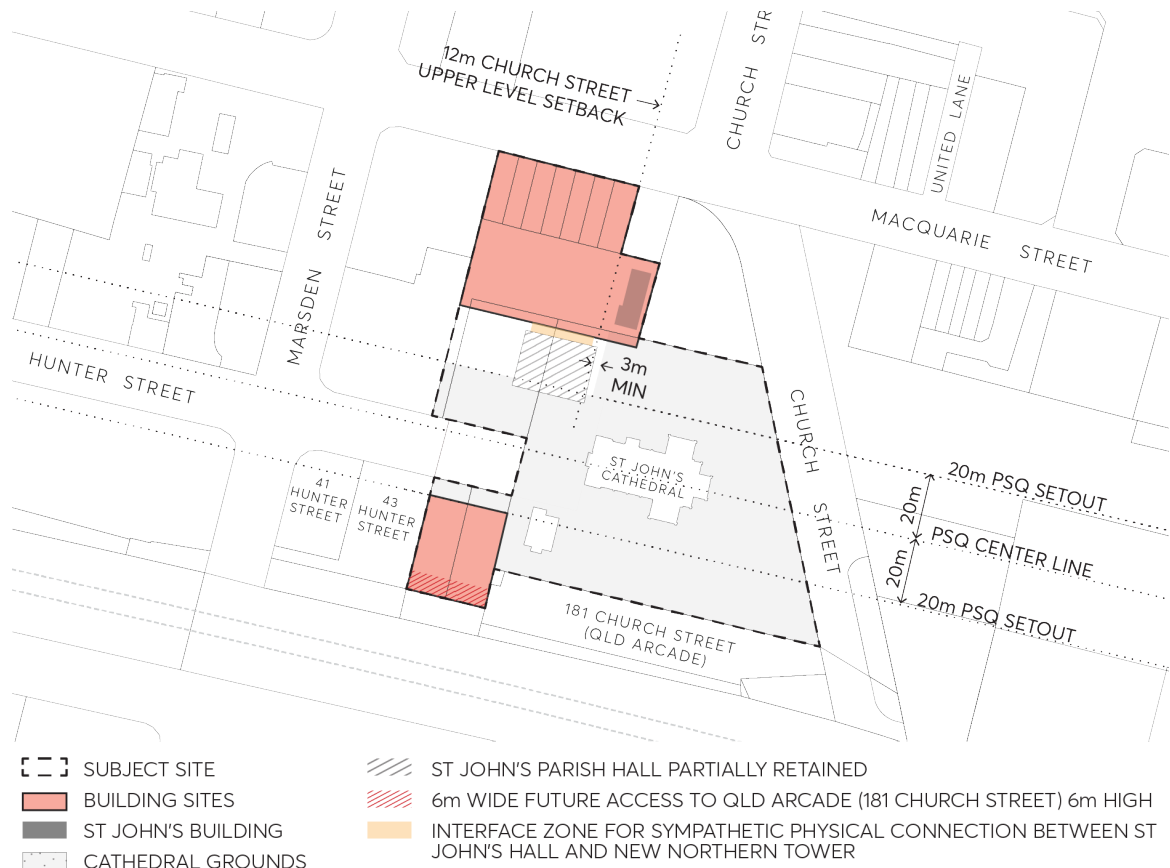 12m CHURCH STREET
UPPER LEVEL SETBACK
CHURCH STR
UNITED LANE
MACQUARIE STREET
MARSDEN STREET
HUNTER STREET
3m
MIN
CHURCH STREET
41
HUNTER
STREET
43
HUNTER
STREET
ST JOHN'S
CATHEDRAL
20m PSQ SETOUT
20m
PSQ CENTER LINE
20m
20m PSQ SETOUT
181 CHURCH STREET
(QLD ARCADE)
SUBJECT SITE
BUILDING SITES
ST JOHN'S BUILDING
CATHEDRAL GROUNDS
ST JOHN'S PARISH HALL PARTIALLY RETAINED
6m WIDE FUTURE ACCESS TO QLD ARCADE (181 CHURCH STREET) 6m HIGH
INTERFACE ZONE FOR SYMPATHETIC PHYSICAL CONNECTION BETWEEN ST
JOHN'S HALL AND NEW NORTHERN TOWER